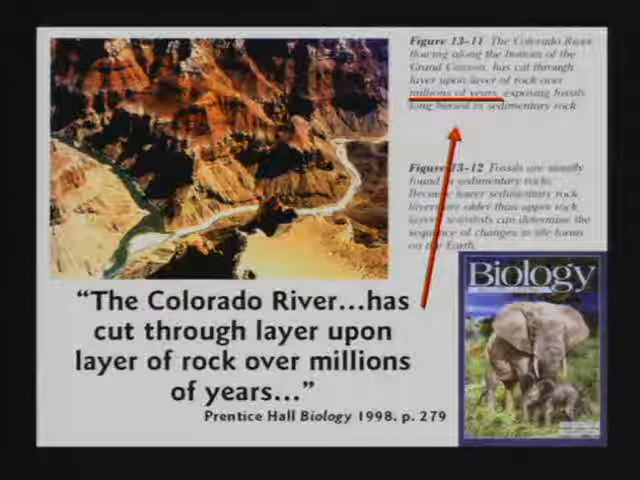 Figure 13-11 The Colorado River
flowing along the bottom of the
Grand Canyon, has cut through
layer upon layer of rock over
millions of years, exposing fossils
long buried in sedimentary rock
Figure 13-12 Fossils are usually
found in sedimentary rocks.
Because lower sedimentary rock
layers are older than upper rock
layers, scientists can determine the
sequence of changes in life forms
on the Earth.
Biology
“The Colorado River...has
cut through layer upon
layer of rock over millions
of years...”
Prentice Hall Biology 1998. p. 279